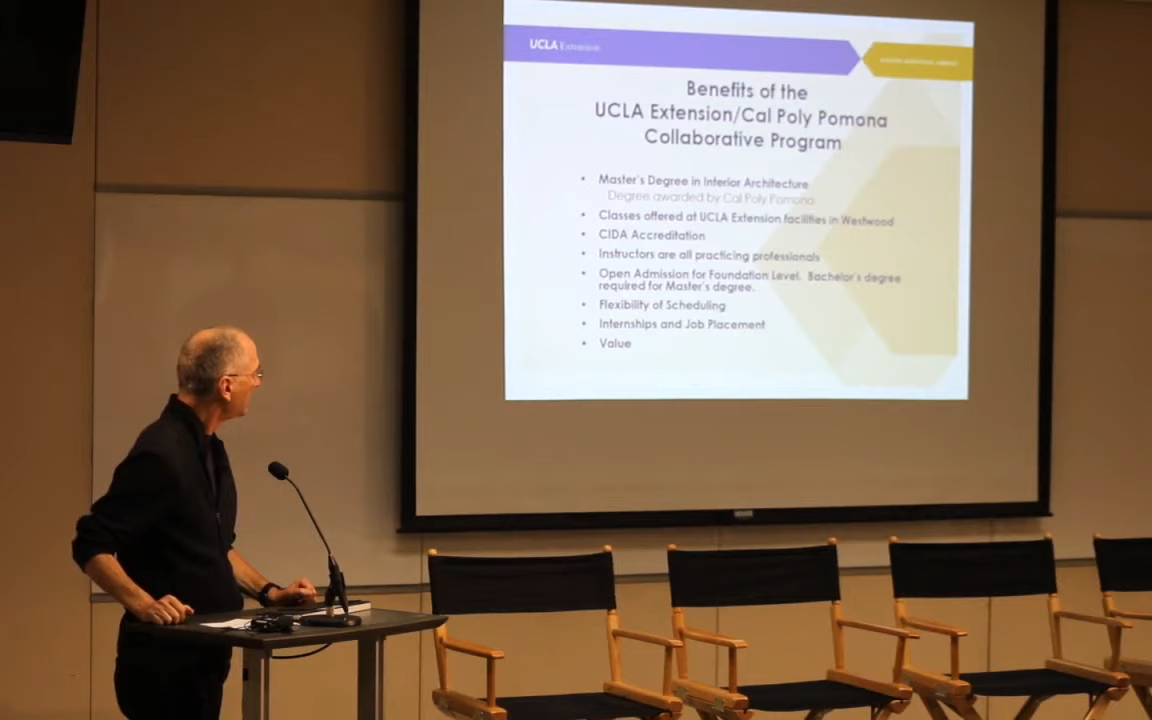 UCLA Extension
Benefits of the
UCLA Extension/Cal Poly Pomona
Collaborative Program
• Master's Degree in Interior Architecture
Degree awarded by Cal Poly Pomona
• Classes offered at UCLA Extension facilities in Westwood
• CIDA Accreditation
• Instructors are all practicing professionals
• Open Admission for Foundation Level. Bachelor's degree
required for Master's degree.
• Flexibility of Scheduling
• Internships and Job Placement
• Value